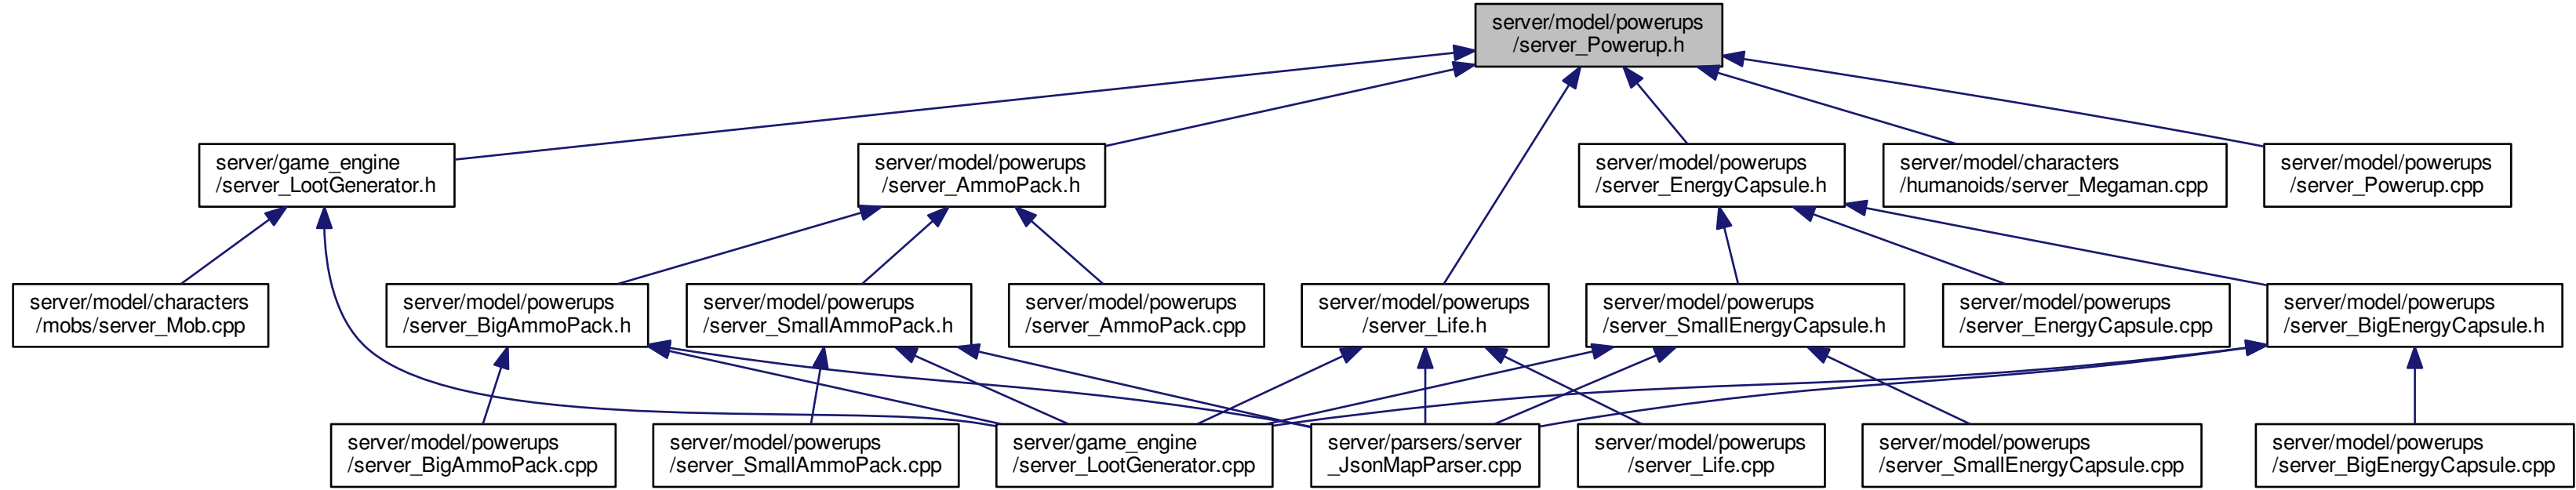 server/model/powerups
/server_Powerup.h
server/game_engine
/server_LootGenerator.h
server/model/powerups
/server_AmmoPack.h
server/model/powerups
/server_EnergyCapsule.h
server/model/characters
/humanoids/server_Megaman.cpp
server/model/powerups
/server_Powerup.cpp
server/model/characters
/mobs/server_Mob.cpp
server/model/powerups
/server_BigAmmoPack.h
server/model/powerups
/server_SmallAmmoPack.h
server/model/powerups
/server_AmmoPack.cpp
server/model/powerups
/server_Life.h
server/model/powerups
/server_SmallEnergyCapsule.h
server/model/powerups
/server_EnergyCapsule.cpp
server/model/powerups
/server_BigEnergyCapsule.h
server/model/powerups
/server_BigAmmoPack.cpp
server/model/powerups
/server_SmallAmmoPack.cpp
server/game_engine
/server_LootGenerator.cpp
server/parsers/server
_JsonMapParser.cpp
server/model/powerups
/server_Life.cpp
server/model/powerups
/server_SmallEnergyCapsule.cpp
server/model/powerups
/server_BigEnergyCapsule.cpp